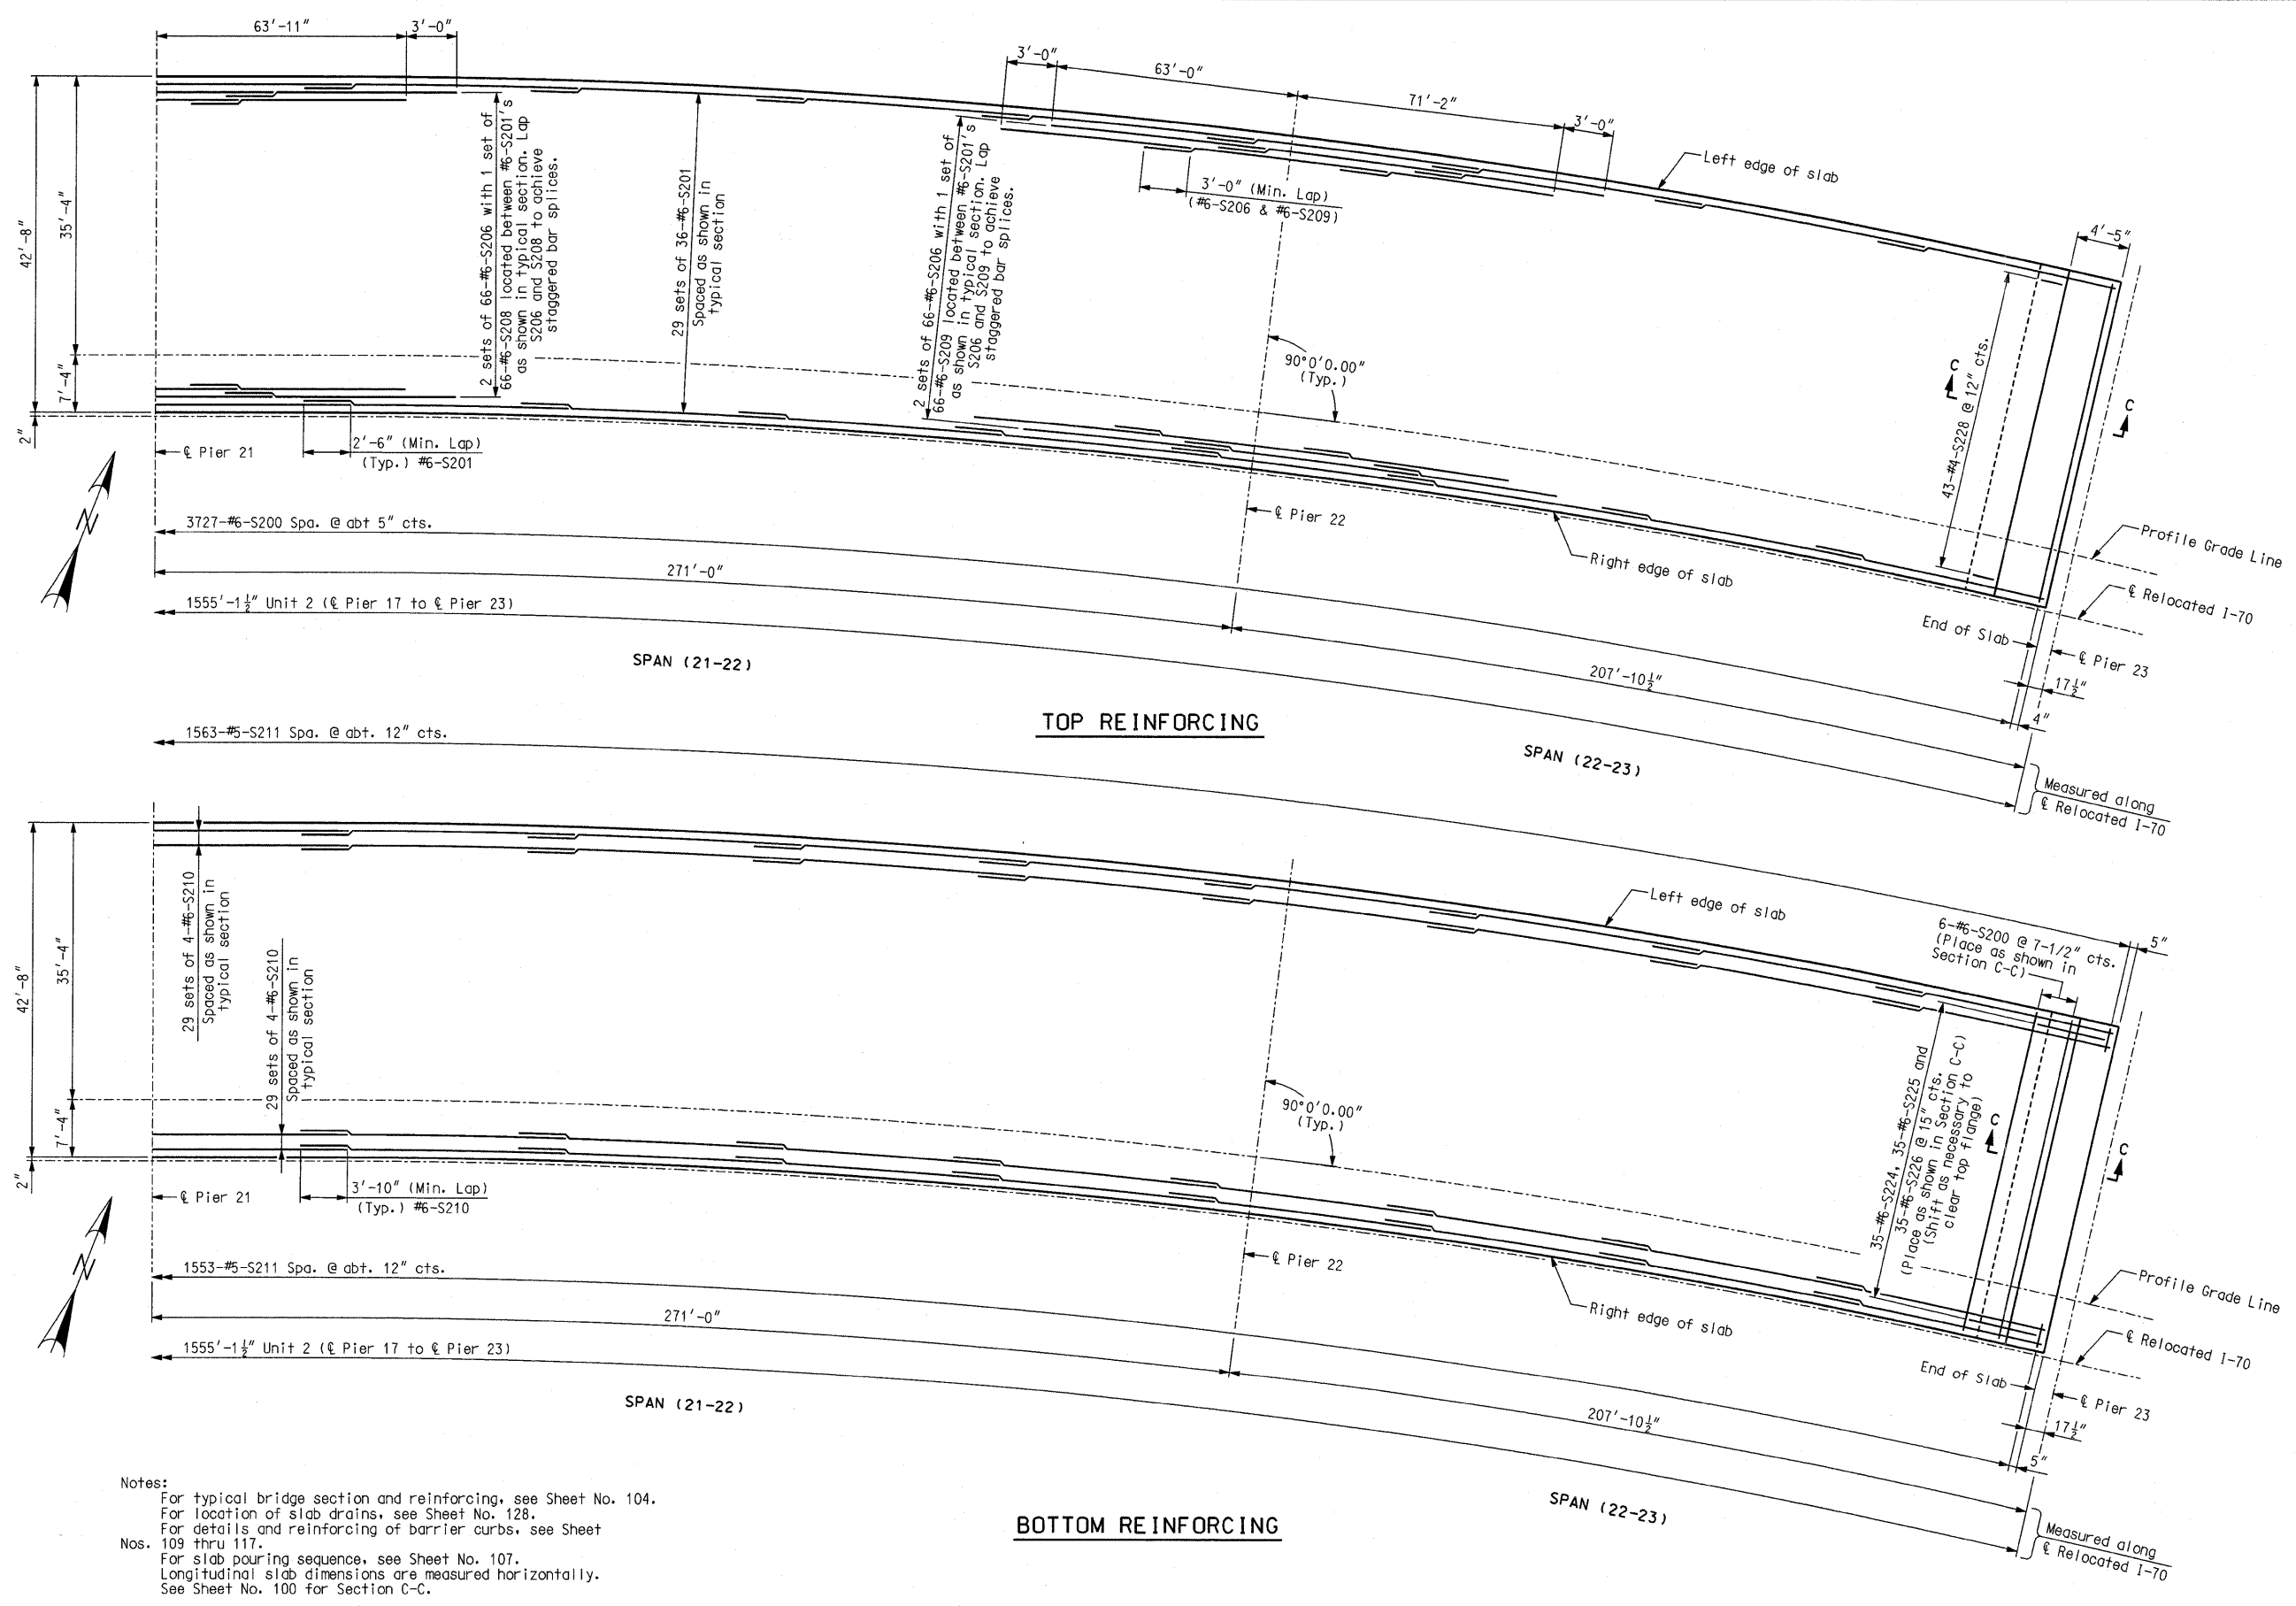 63'-11"
3'-0"
3'-0"
63'-0"
71'-2"
3'-0"
Left edge of slab
4'-5"
42'-8"
35'-4"
7'-4"
2"
2 sets of 66-#6-S206 with 1 set of
66-#6-S208 located between #6-S201's
as shown in typical section. Lap
S206 and S208 to achieve
staggered bar splices.
29 sets of 36-#6-S201
Spaced as shown in
typical section
2 sets of 66-#6-S206 with 1 set of
66-#6-S209 located between #6-S201's
as shown in typical section. Lap
S206 and S209 to achieve
staggered bar splices.
3'-0" (Min. Lap)
(#6-S206 & #6-S209)
90°0'0.00"
(Typ.)
43-#4-S228 @ 12" cts.
C
C
℄ Pier 21
2'-6" (Min. Lap)
(Typ.) #6-S201
N
℄ Pier 22
Right edge of slab
Profile Grade Line
℄ Relocated I-70
End of Slab
℄ Pier 23
17½"
4"
3727-#6-S200 Spa. @ abt 5" cts.
271'-0"
207'-10½"
1555'-1½" Unit 2 (℄ Pier 17 to ℄ Pier 23)
SPAN (21-22)
SPAN (22-23)
Measured along
℄ Relocated I-70
TOP REINFORCING
1563-#5-S211 Spa. @ abt. 12" cts.
5"
Left edge of slab
6-#6-S200 @ 7-1/2" cts.
(Place as shown in
Section C-C)
42'-8"
35'-4"
7'-4"
2"
29 sets of 4-#6-S210
Spaced as shown in
typical section
29 sets of 4-#6-S210
Spaced as shown in
typical section
90°0'0.00"
(Typ.)
35-#6-S224, 35-#6-S225 and
35-#6-S226 @ 15" cts.
(Place as shown in Section C-C)
(Shift as necessary to
clear top flange)
C
C
℄ Pier 21
3'-10" (Min. Lap)
(Typ.) #6-S210
N
℄ Pier 22
Right edge of slab
Profile Grade Line
℄ Relocated I-70
End of Slab
℄ Pier 23
17½"
5"
1553-#5-S211 Spa. @ abt. 12" cts.
271'-0"
207'-10½"
1555'-1½" Unit 2 (℄ Pier 17 to ℄ Pier 23)
SPAN (21-22)
SPAN (22-23)
Measured along
℄ Relocated I-70
BOTTOM REINFORCING
Notes:
For typical bridge section and reinforcing, see Sheet No. 104.
For location of slab drains, see Sheet No. 128.
For details and reinforcing of barrier curbs, see Sheet
Nos. 109 thru 117.
For slab pouring sequence, see Sheet No. 107.
Longitudinal slab dimensions are measured horizontally.
See Sheet No. 100 for Section C-C.